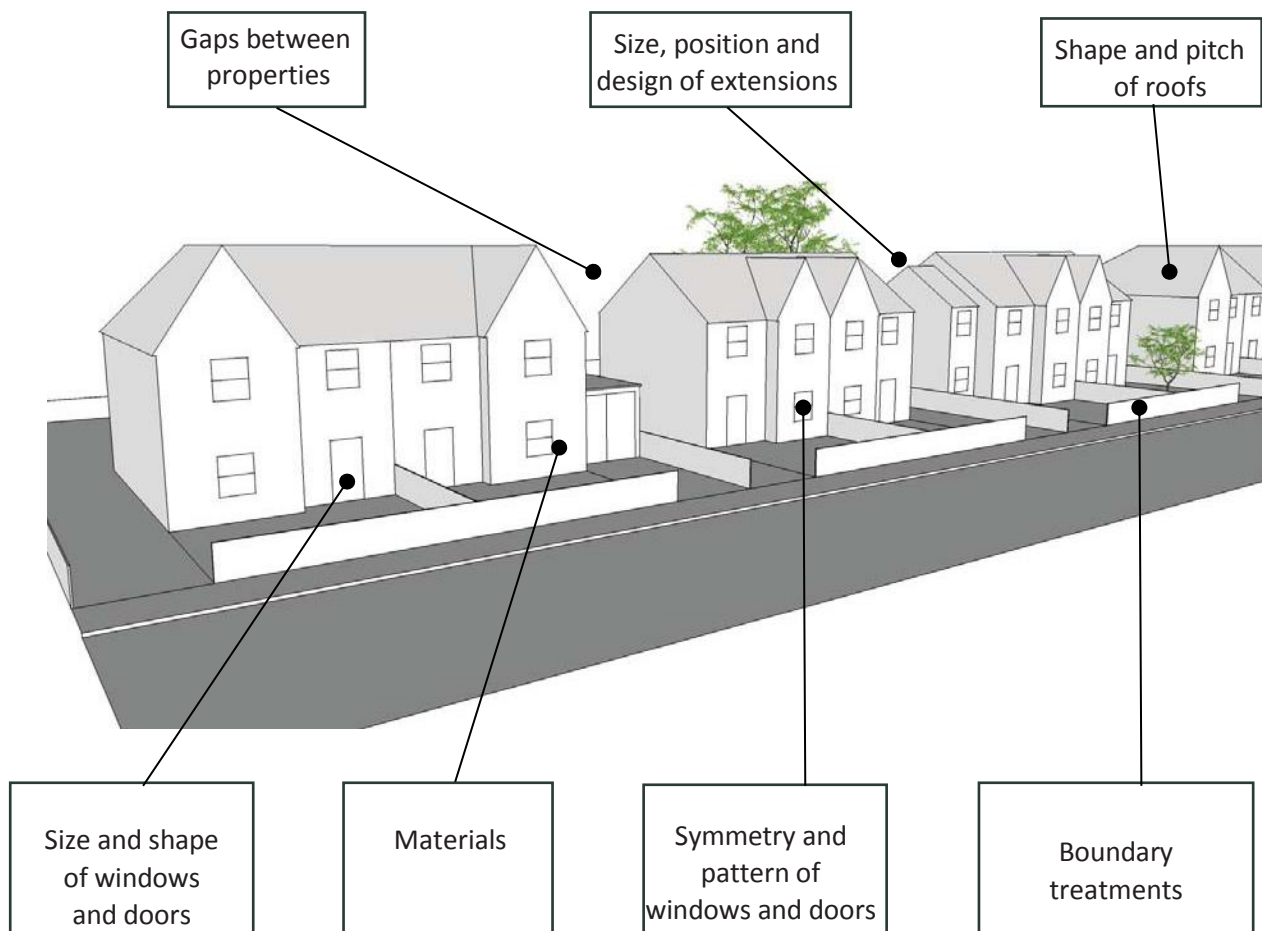 Gaps between
properties
Size, position and
design of extensions
Shape and pitch
of roofs
Size and shape
of windows
and doors
Materials
Symmetry and
pattern of
windows and doors
Boundary
treatments